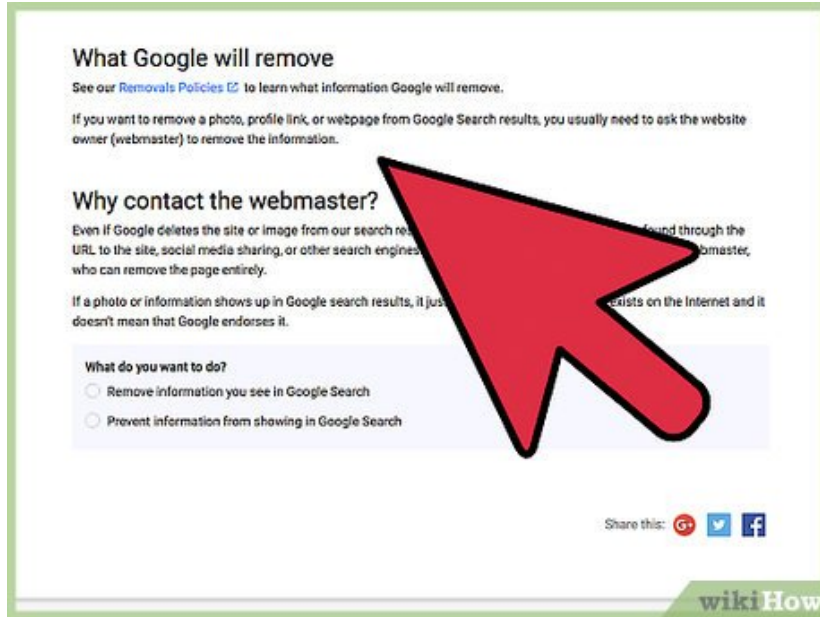 What Google will remove
See our Removals Policies to learn what information Google will remove.
If you want to remove a photo, profile link, or webpage from Google Search results, you usually need to ask the website
owner (webmaster) to remove the information.
Why contact the webmaster?
Even if Google deletes the site or image from our search found through the
URL to the site, social media sharing, or other search engines
who can remove the page entirely.
If a photo or information shows up in Google search results, it exists on the Internet and it
doesn't mean that Google endorses it.
What do you want to do?
Remove information you see in Google Search
Prevent information from showing in Google Search
Share this: G+ f
wikiHow